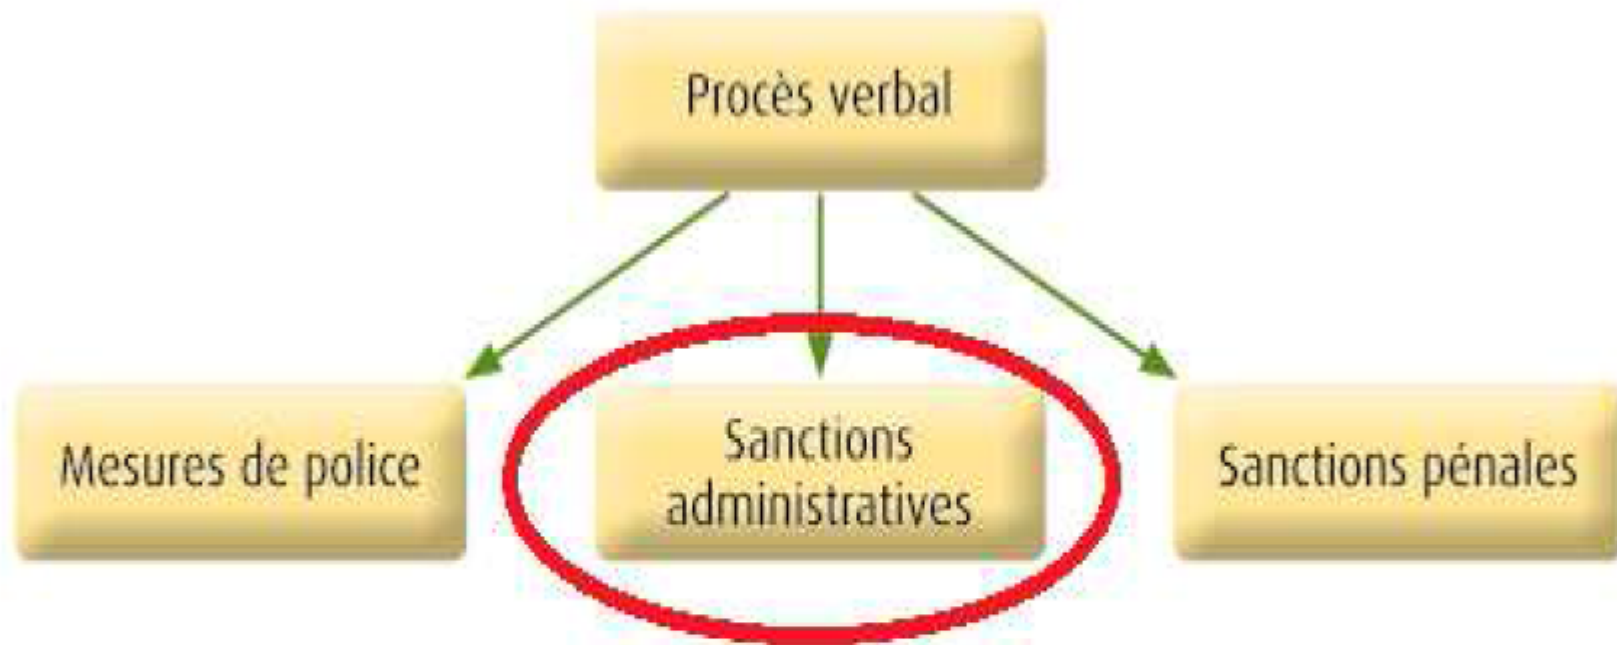 Procès verbal
Mesures de police
Sanctions
administratives
Sanctions pénales